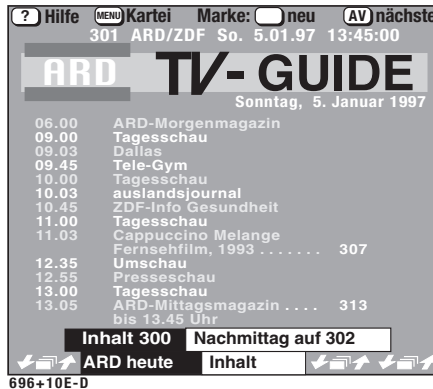 ? Hilfe MENU Kartei Marke: neu AV nächste
301 ARD/ZDF So. 5.01.97 13:45:00
ARD TV-GUIDE
Sonntag, 5. Januar 1997
06.00 ARD-Morgenmagazin
09.00 Tagesschau
09.03 Dallas
09.45 Tele-Gym
10.00 Tagesschau
10.03 auslandsjournal
10.45 ZDF-Info Gesundheit
11.00 Tagesschau
11.03 Cappuccino Melange
Fernsehfilm, 1993 ....... 307
12.35 Umschau
12.55 Presseschau
13.00 Tagesschau
13.05 ARD-Mittagsmagazin .... 313
bis 13.45 Uhr
Inhalt 300 Nachmittag auf 302
ARD heute Inhalt
696+10E-D